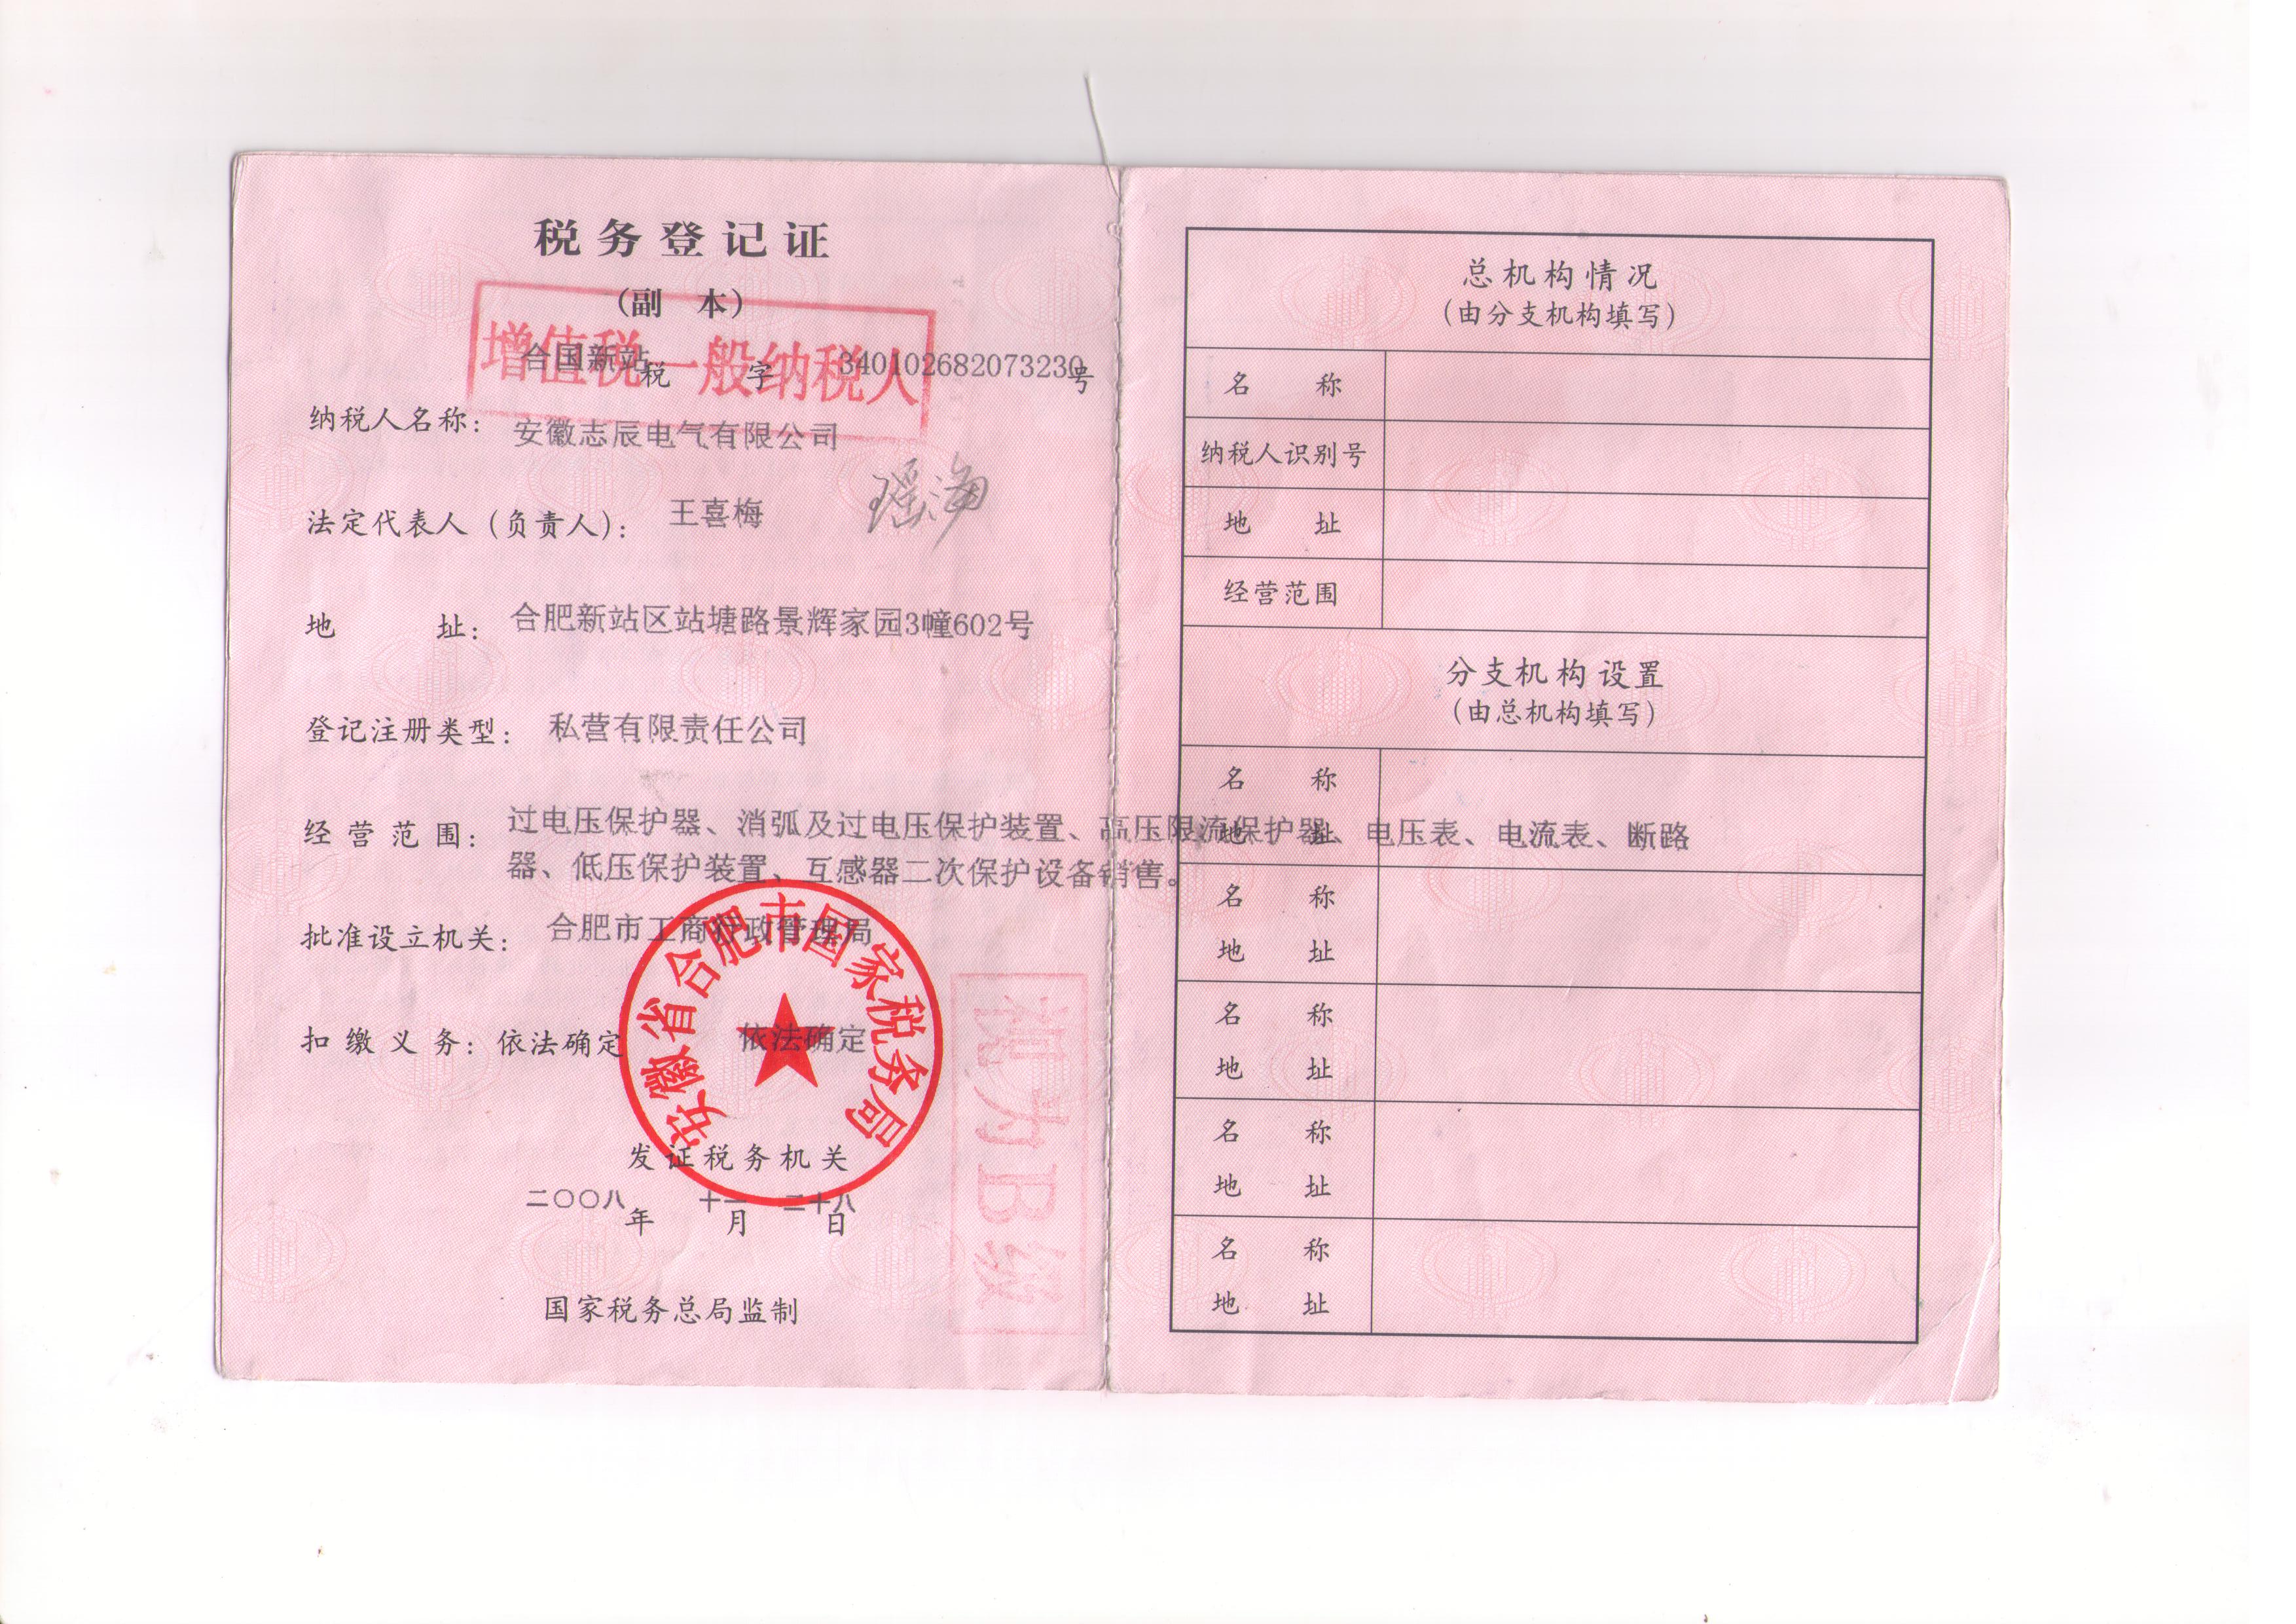 税务登记证
(副 本)
增值税一般纳税人
合国新站 税 字 340102682073230 号
纳税人名称: 安徽志辰电气有限公司
瑶海
法定代表人(负责人): 王喜梅
地 址: 合肥新站区站塘路景辉家园3幢602号
登记注册类型: 私营有限责任公司
经营范围: 过电压保护器、消弧及过电压保护装置、高压限流保护器、电压表、电流表、断路
器、低压保护装置、互感器二次保护设备销售。
批准设立机关: 合肥市工商行政管理局
扣缴义务: 依法确定 依法确定
安徽省合肥市国家税务局
发证税务机关
二〇〇八 年 十一 月 二十八 日
国家税务总局监制
总机构情况
(由分支机构填写)
名 称
纳税人识别号
地 址
经营范围
分支机构设置
(由总机构填写)
名 称
地 址
名 称
地 址
名 称
地 址
名 称
地 址
名 称
地 址